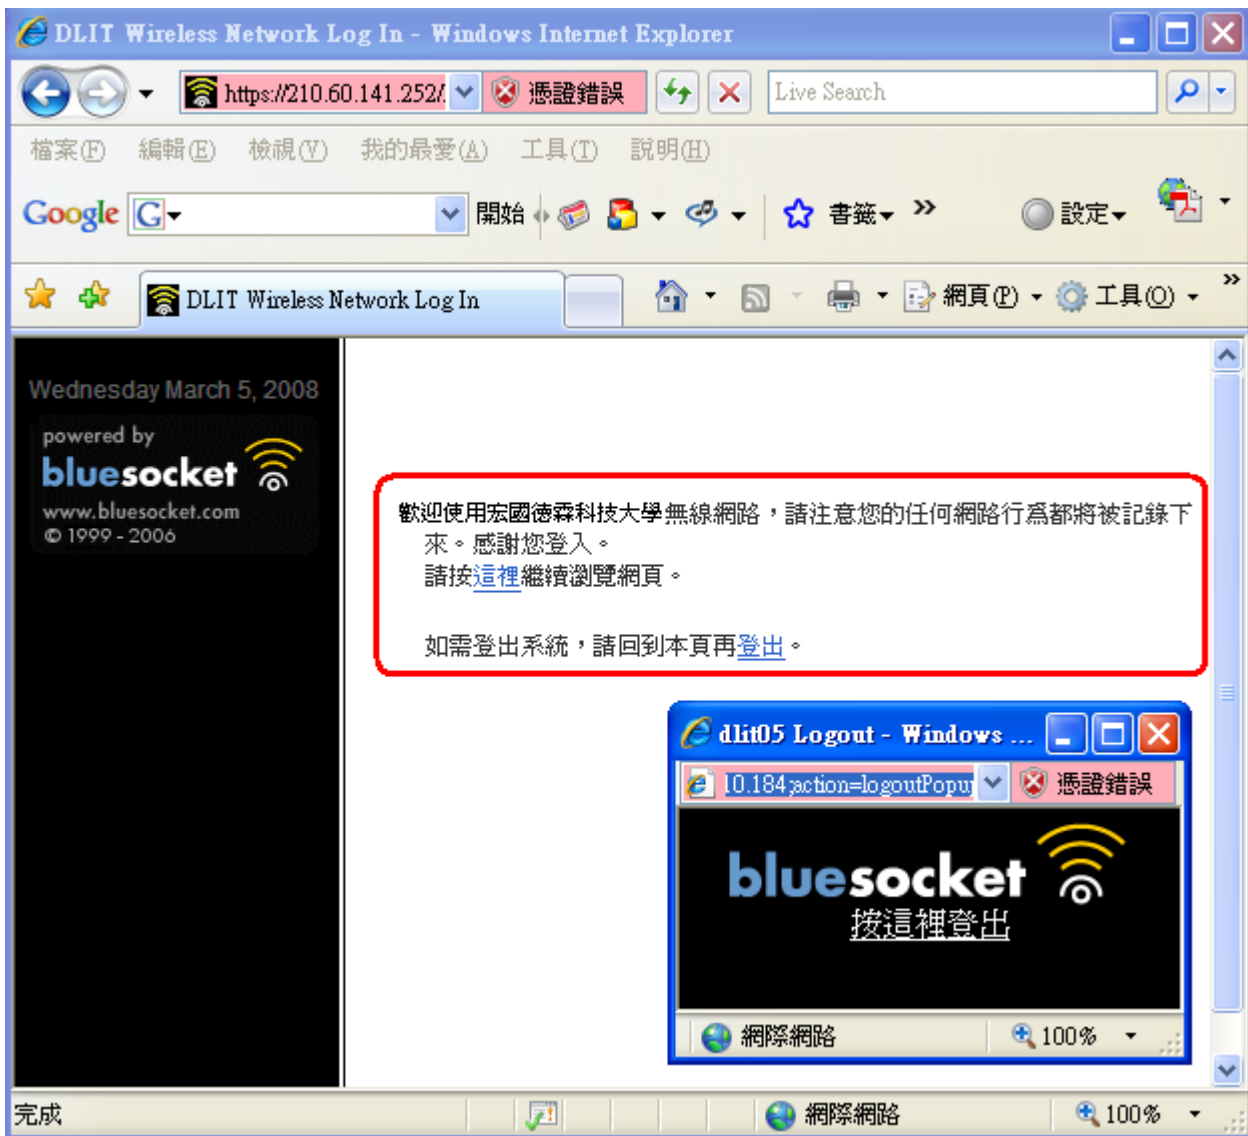 DLIT Wireless Network Log In - Windows Internet Explorer
https://210.60.141.252/ 憑證錯誤 Live Search
檔案(F) 編輯(E) 檢視(V) 我的最愛(A) 工具(T) 說明(H)
Google G 開始 書籤 » 設定
DLIT Wireless Network Log In 網頁(P) 工具(O) »
Wednesday March 5, 2008
powered by
bluesocket
www.bluesocket.com
© 1999 - 2006
歡迎使用宏國德霖科技大學無線網路，請注意您的任何網路行為都將被記錄下
來。感謝您登入。
請按這裡繼續瀏覽網頁。
如需登出系統，請回到本頁再登出。
dlit05 Logout - Windows ...
10.184;action=logoutPopup 憑證錯誤
bluesocket
按這裡登出
網際網路 100%
完成 網際網路 100%